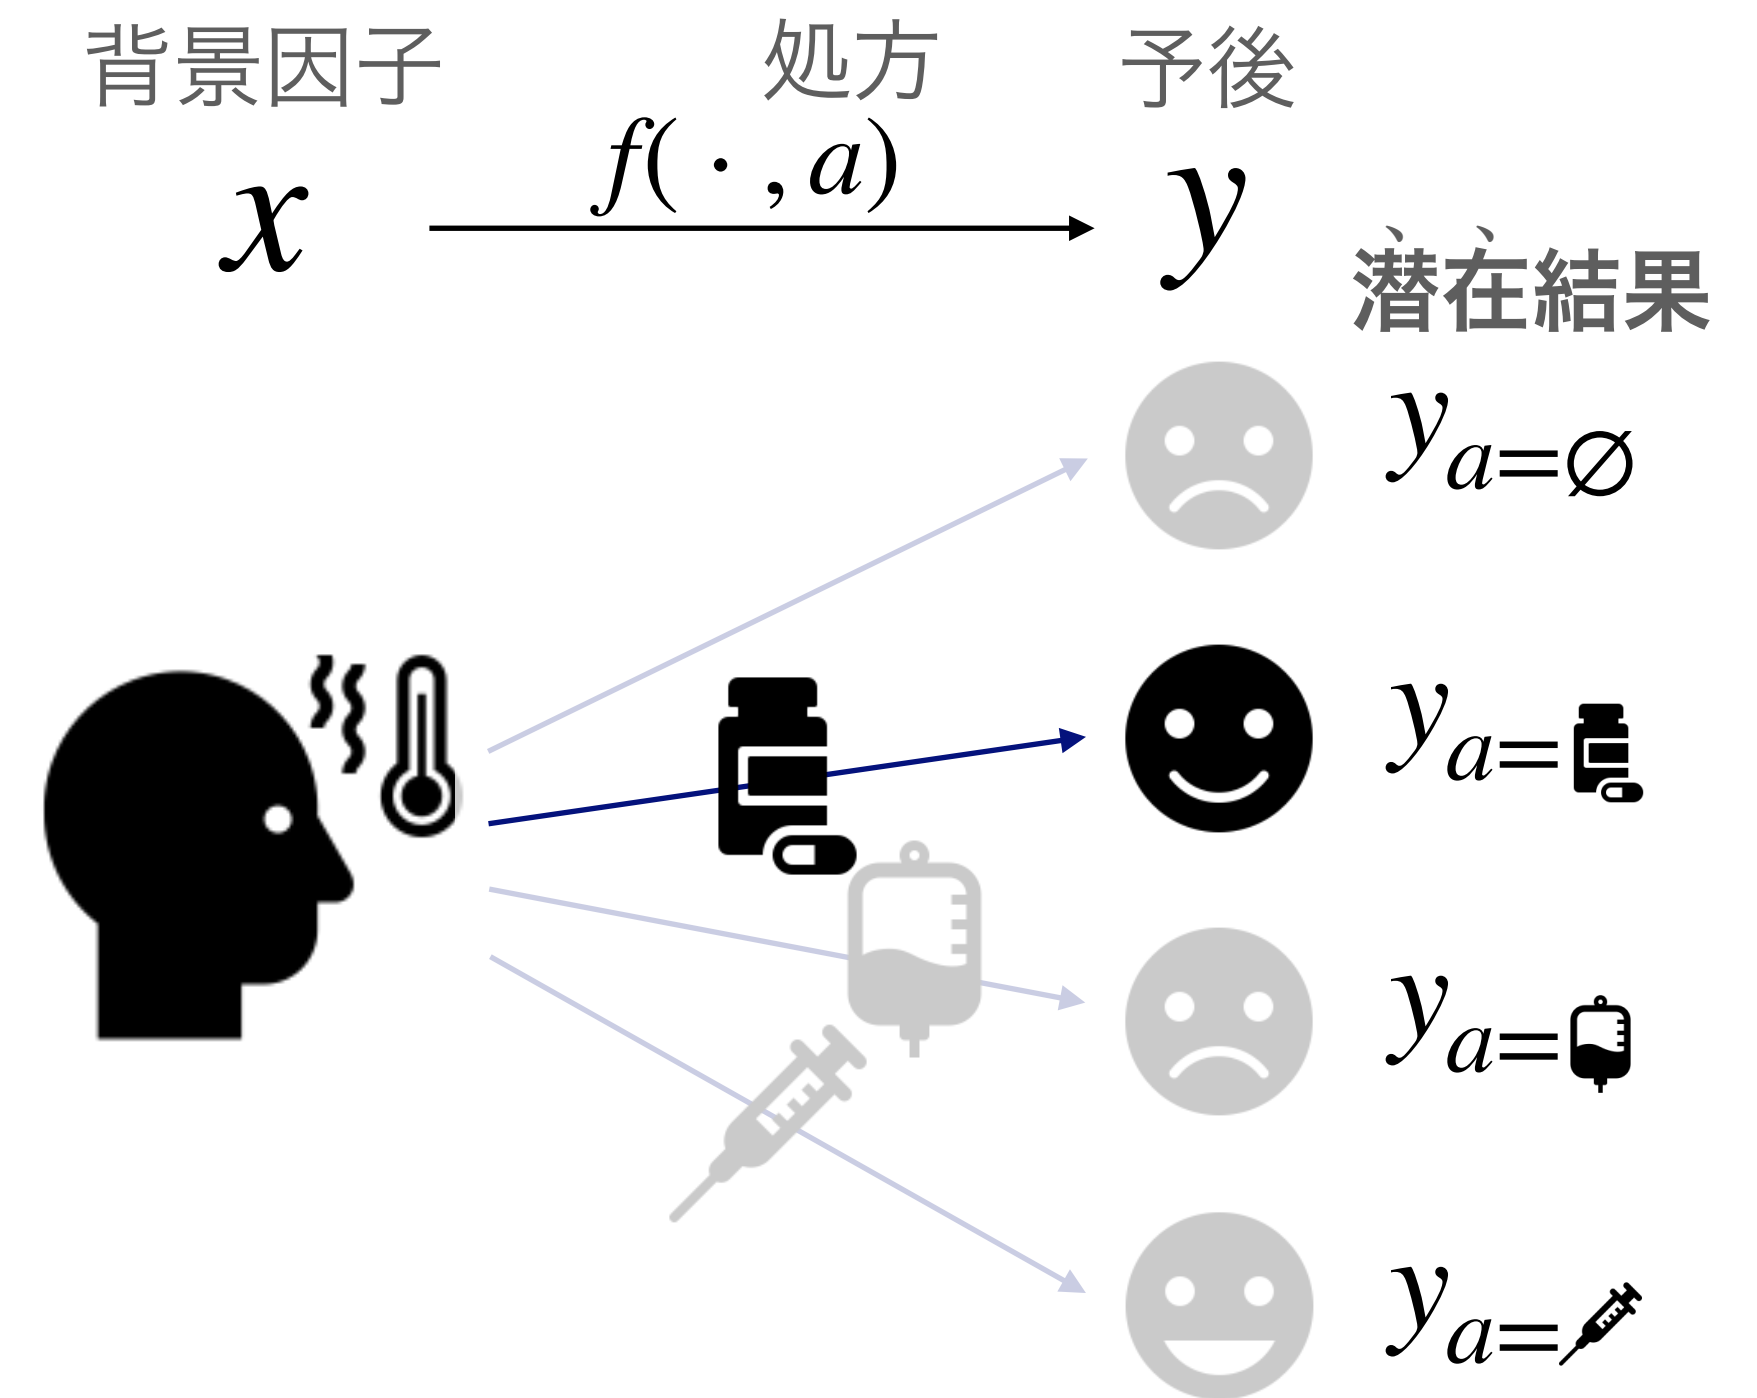 背景因子 処方 予後
x f( · , a) y
潜在結果
y_{a=∅}
y_{a=}
y_{a=}
y_{a=}